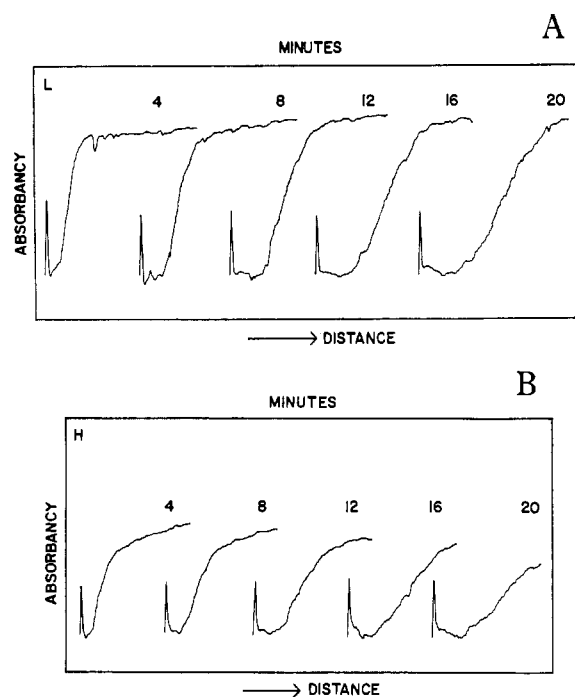 A
MINUTES
L
4 8 12 16 20
ABSORBANCY
DISTANCE
B
MINUTES
H
4 8 12 16 20
ABSORBANCY
DISTANCE